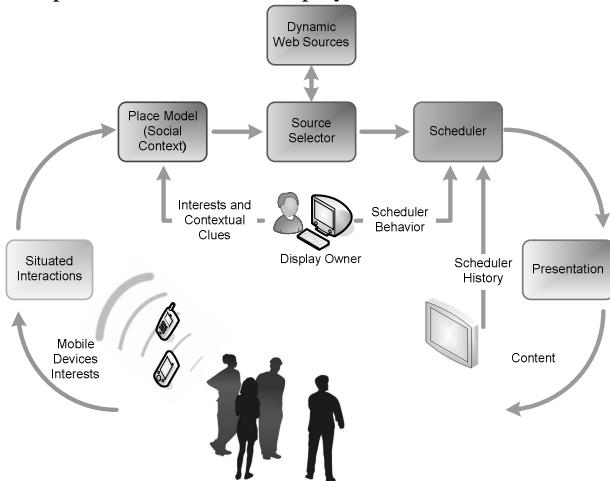 Dynamic
Web Sources
Place Model
(Social
Context)
Source
Selector
Scheduler
Interests and
Contextual
Clues
Display Owner
Scheduler
Behavior
Situated
Interactions
Scheduler
History
Presentation
Mobile
Devices
Interests
Content